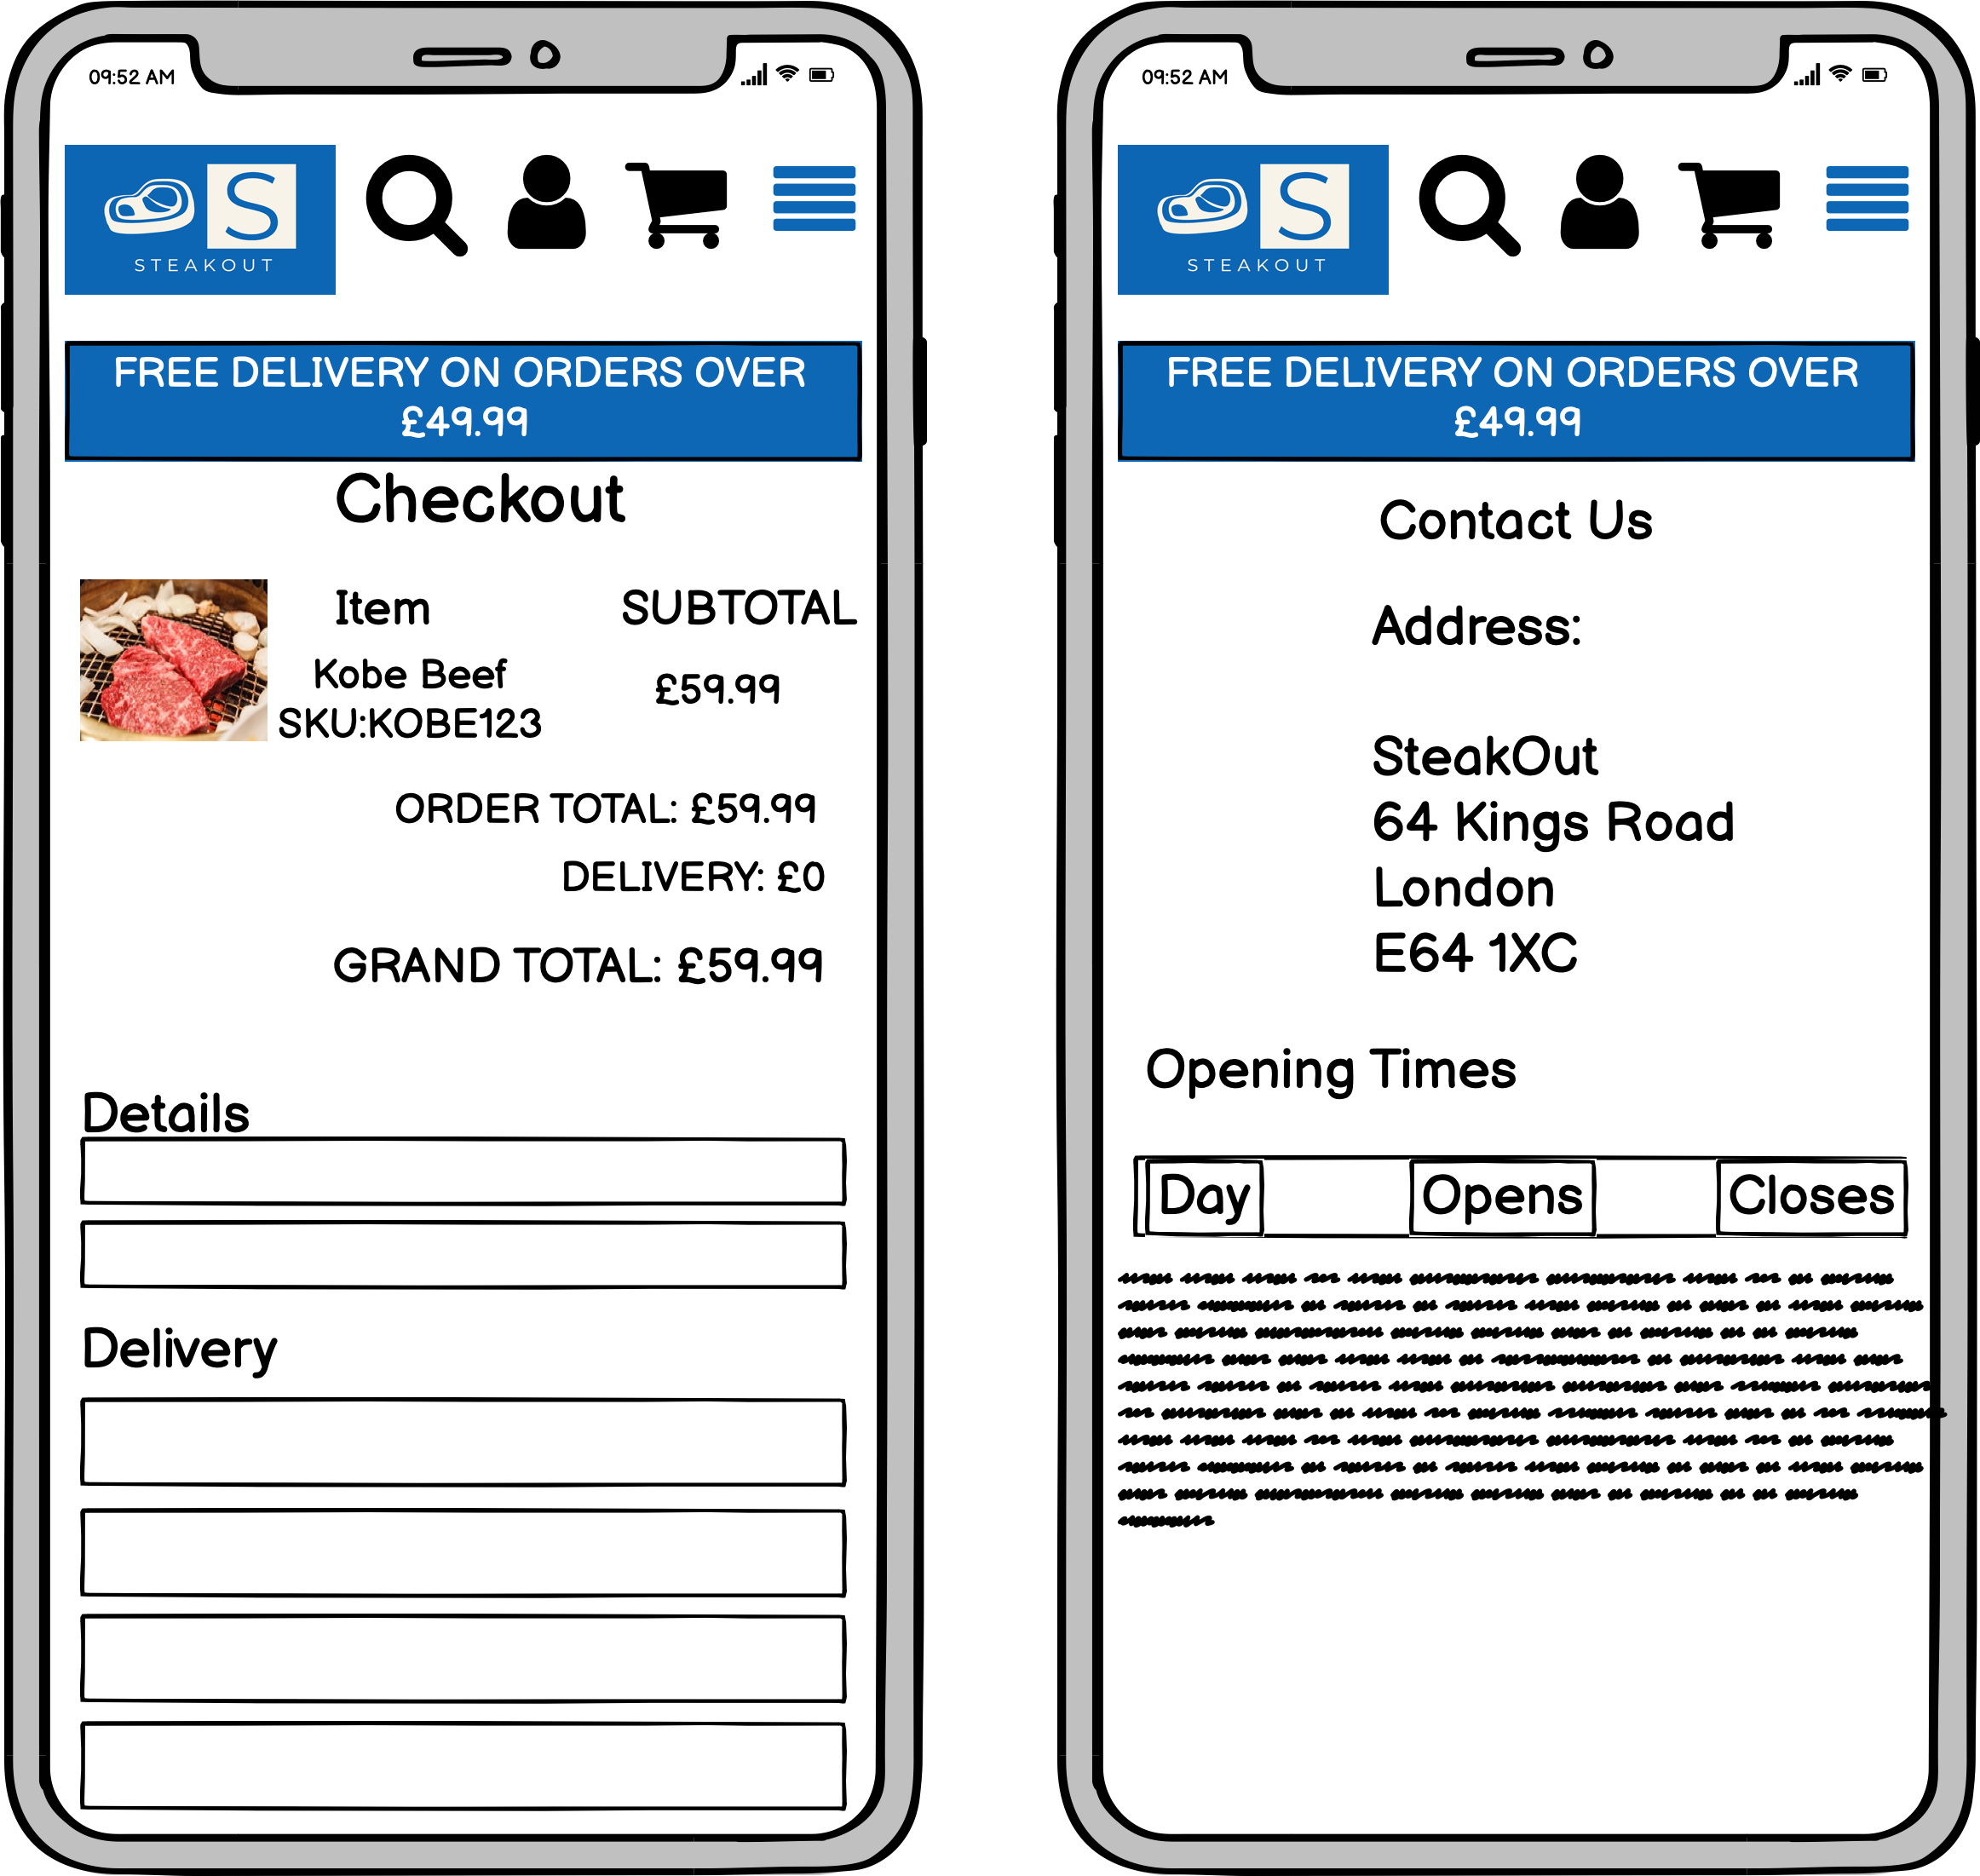 09:52 AM
S
STEAKOUT
FREE DELIVERY ON ORDERS OVER
£49.99
Checkout
Item SUBTOTAL
Kobe Beef £59.99
SKU:KOBE123
ORDER TOTAL: £59.99
DELIVERY: £0
GRAND TOTAL: £59.99
Details
Delivery
09:52 AM
S
STEAKOUT
FREE DELIVERY ON ORDERS OVER
£49.99
Contact Us
Address:
SteakOut
64 Kings Road
London
E64 1XC
Opening Times
Day Opens Closes